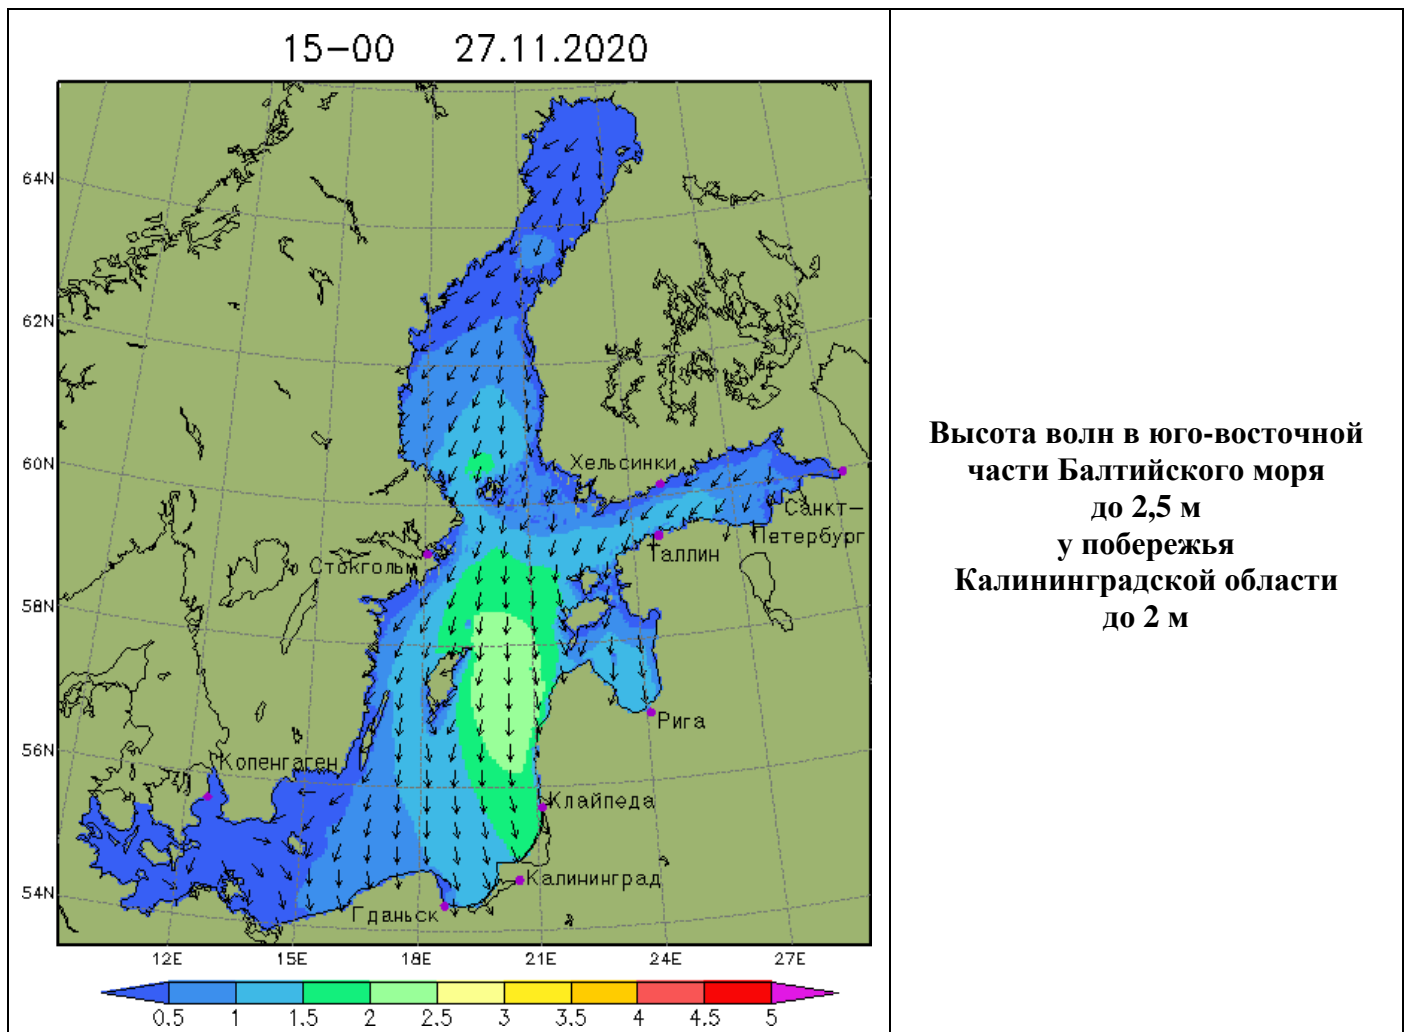 15-00 27.11.2020
64N
62N
60N
58N
56N
54N
Хельсинки
Санкт-
Петербург
Таллин
Стокгольм
Рига
Копенгаген
Клайпеда
Калининград
Гданьск
12E 15E 18E 21E 24E 27E
0.5 1 1.5 2 2.5 3 3.5 4 4.5 5
Высота волн в юго-восточной
части Балтийского моря
до 2,5 м
у побережья
Калининградской области
до 2 м